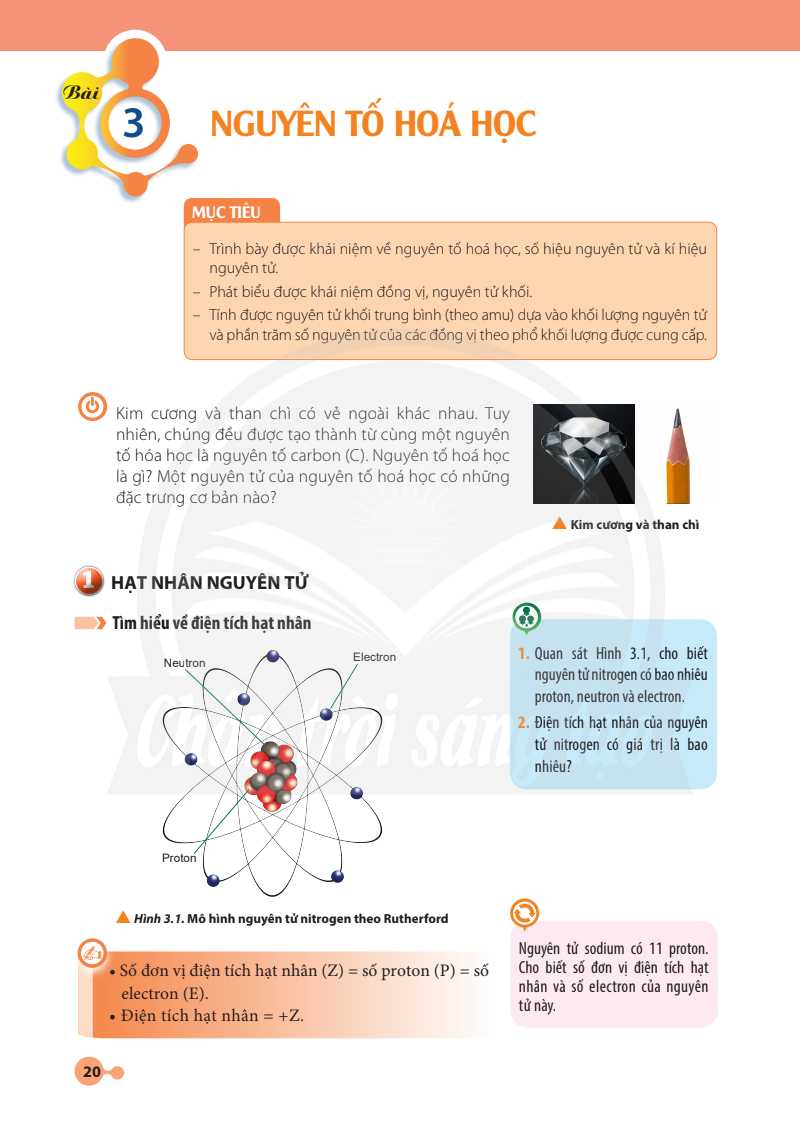 Bài
3
NGUYÊN TỐ HOÁ HỌC
MỤC TIÊU
– Trình bày được khái niệm về nguyên tố hoá học, số hiệu nguyên tử và kí hiệu
nguyên tử.
– Phát biểu được khái niệm đồng vị, nguyên tử khối.
– Tính được nguyên tử khối trung bình (theo amu) dựa vào khối lượng nguyên tử
và phần trăm số nguyên tử của các đồng vị theo phổ khối lượng được cung cấp.
Kim cương và than chì có vẻ ngoài khác nhau. Tuy
nhiên, chúng đều được tạo thành từ cùng một nguyên
tố hóa học là nguyên tố carbon (C). Nguyên tố hoá học
là gì? Một nguyên tử của nguyên tố hoá học có những
đặc trưng cơ bản nào?
Kim cương và than chì
1 HẠT NHÂN NGUYÊN TỬ
Tìm hiểu về điện tích hạt nhân
Neutron
Electron
Proton
Hình 3.1. Mô hình nguyên tử nitrogen theo Rutherford
1. Quan sát Hình 3.1, cho biết
nguyên tử nitrogen có bao nhiêu
proton, neutron và electron.
2. Điện tích hạt nhân của nguyên
tử nitrogen có giá trị là bao
nhiêu?
Chân trời sáng tạo
• Số đơn vị điện tích hạt nhân (Z) = số proton (P) = số
electron (E).
• Điện tích hạt nhân = +Z.
Nguyên tử sodium có 11 proton.
Cho biết số đơn vị điện tích hạt
nhân và số electron của nguyên
tử này.
20